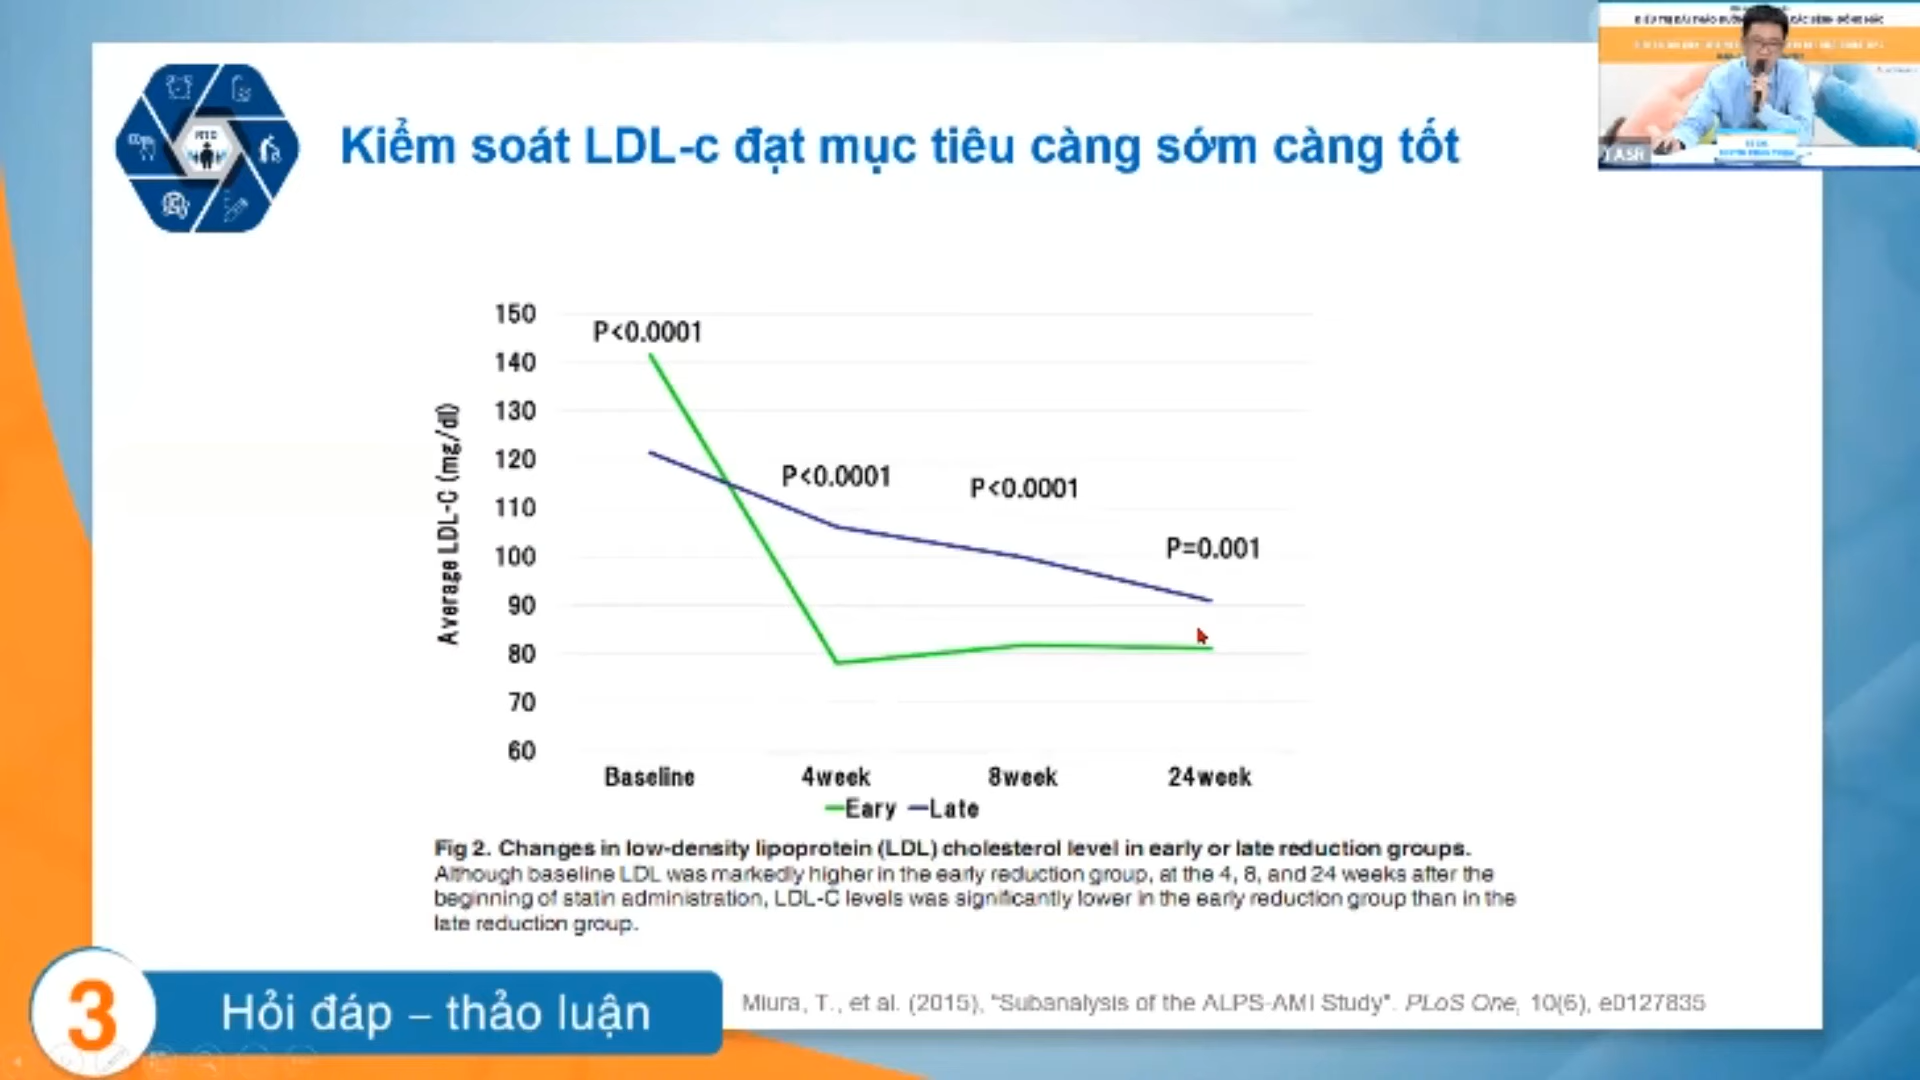 Kiểm soát LDL-c đạt mục tiêu càng sớm càng tốt
TASR
150
140
130
120
110
100
90
80
70
60
Average LDL-C (mg/dl)
P<0.0001
P<0.0001
P<0.0001
P=0.001
Baseline
4week
8week
24week
Eary
Late
Fig 2. Changes in low-density lipoprotein (LDL) cholesterol level in early or late reduction groups.
Although baseline LDL was markedly higher in the early reduction group, at the 4, 8, and 24 weeks after the
beginning of statin administration, LDL-C levels was significantly lower in the early reduction group than in the
late reduction group.
3
Hỏi đáp – thảo luận
Miura, T., et al. (2015), "Subanalysis of the ALPS-AMI Study". PLoS One, 10(6), e0127835